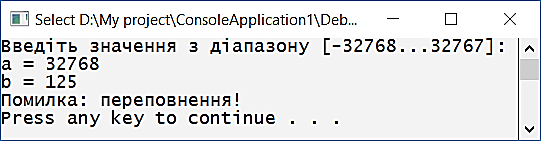 Select D:\My project\ConsoleApplication1\Deb...
Введіть значення з діапазону [-32768...32767]:
a = 32768
b = 125
Помилка: переповнення!
Press any key to continue . . .